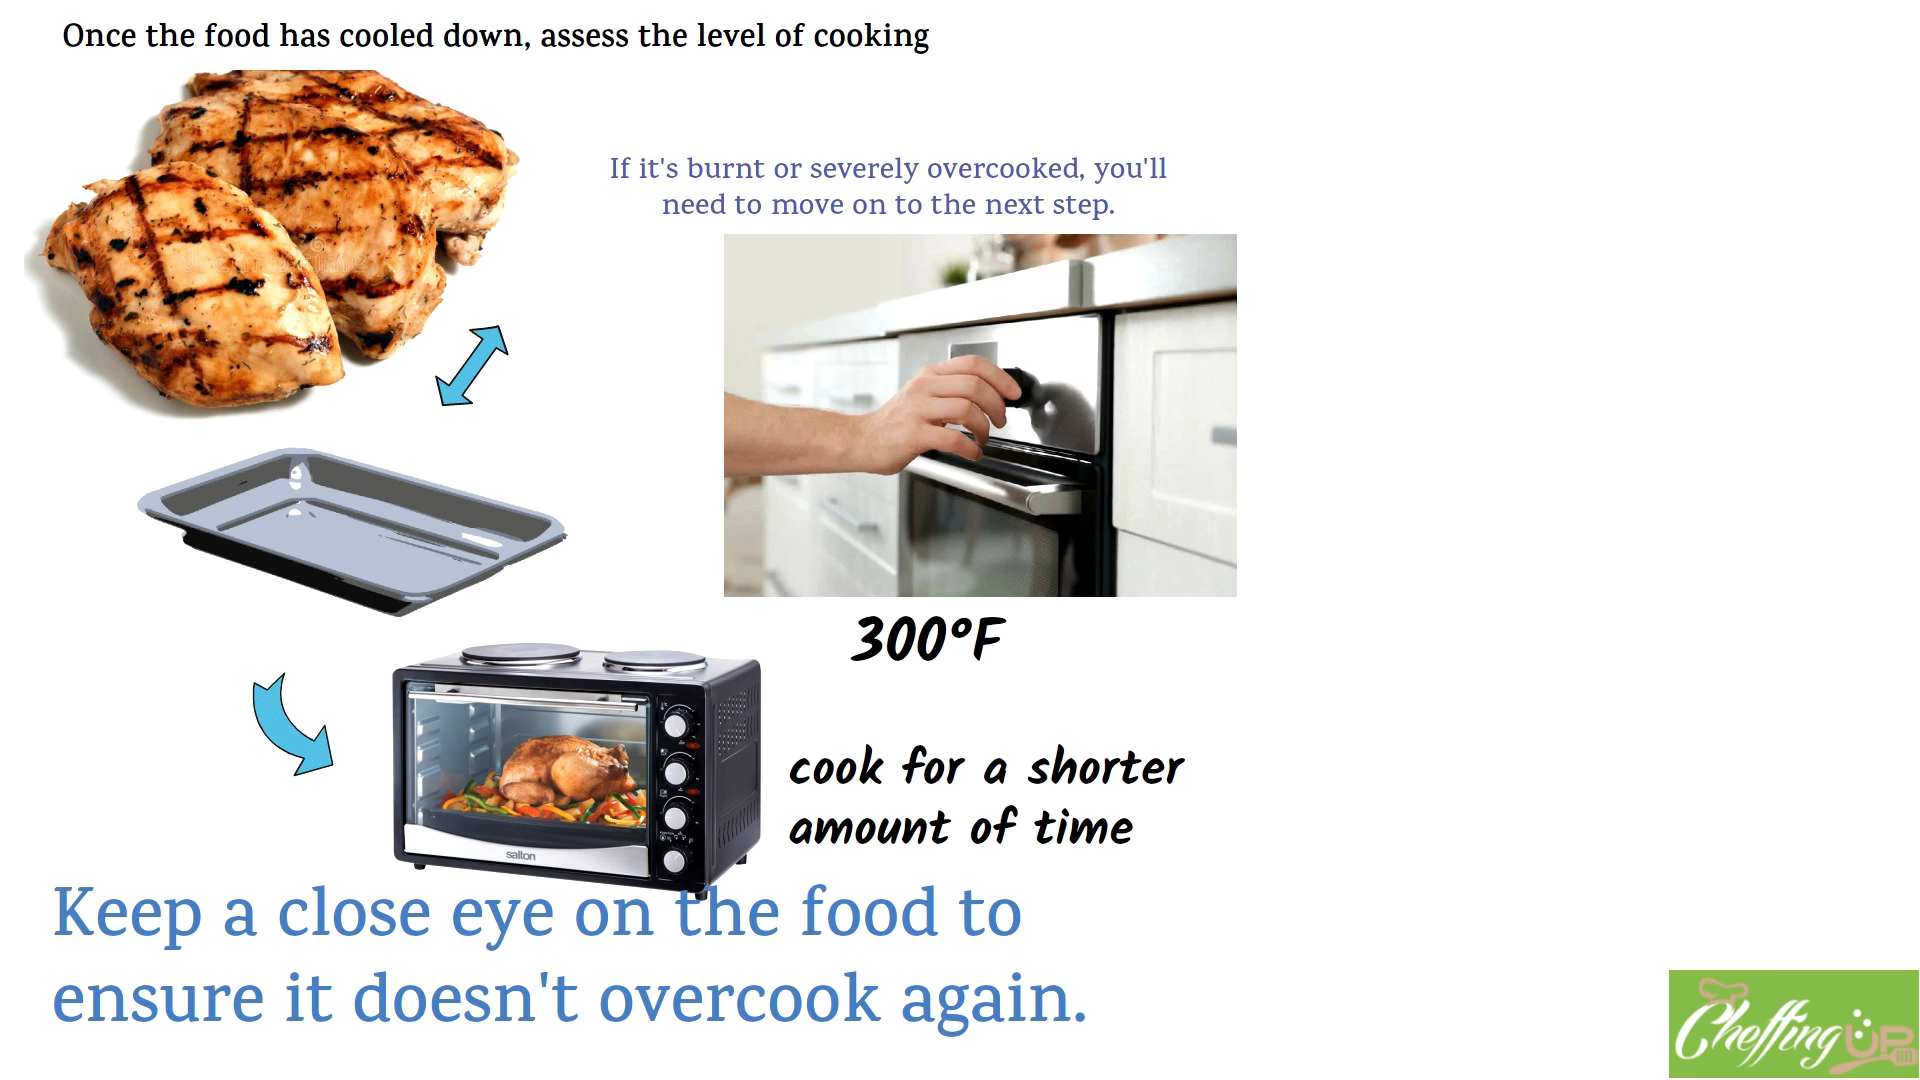 Once the food has cooled down, assess the level of cooking
If it's burnt or severely overcooked, you'll
need to move on to the next step.
300°F
cook for a shorter
amount of time
salton
Keep a close eye on the food to
ensure it doesn't overcook again.
Cheffing UP